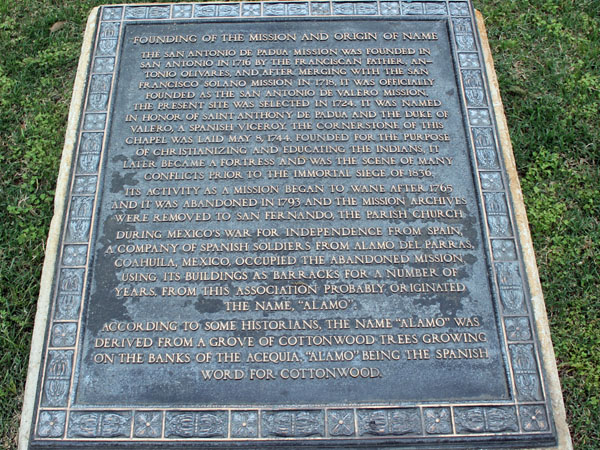 FOUNDING OF THE MISSION AND ORIGIN OF NAME
THE SAN ANTONIO DE PADUA MISSION WAS FOUNDED IN
SAN ANTONIO IN 1716 BY THE FRANCISCAN FATHER, AN-
TONIO OLIVARES, AND AFTER MERGING WITH THE SAN
FRANCISCO SOLANO MISSION IN 1718, IT WAS OFFICIALLY
FOUNDED AS THE SAN ANTONIO DE VALERO MISSION.
THE PRESENT SITE WAS SELECTED IN 1724. IT WAS NAMED
IN HONOR OF SAINT ANTHONY DE PADUA AND THE DUKE OF
VALERO, A SPANISH VICEROY. THE CORNERSTONE OF THIS
CHAPEL WAS LAID MAY 8, 1744. FOUNDED FOR THE PURPOSE
OF CHRISTIANIZING AND EDUCATING THE INDIANS, IT
LATER BECAME A FORTRESS AND WAS THE SCENE OF MANY
CONFLICTS PRIOR TO THE IMMORTAL SIEGE OF 1836.
ITS ACTIVITY AS A MISSION BEGAN TO WANE AFTER 1765
AND IT WAS ABANDONED IN 1793 AND THE MISSION ARCHIVES
WERE REMOVED TO SAN FERNANDO, THE PARISH CHURCH.
DURING MEXICO'S WAR FOR INDEPENDENCE FROM SPAIN,
A COMPANY OF SPANISH SOLDIERS FROM ALAMO DEL PARRAS,
COAHUILA, MEXICO, OCCUPIED THE ABANDONED MISSION,
USING ITS BUILDINGS AS BARRACKS FOR A NUMBER OF
YEARS. FROM THIS ASSOCIATION PROBABLY ORIGINATED
THE NAME, "ALAMO".
ACCORDING TO SOME HISTORIANS, THE NAME "ALAMO" WAS
DERIVED FROM A GROVE OF COTTONWOOD TREES GROWING
ON THE BANKS OF THE ACEQUIA, "ALAMO" BEING THE SPANISH
WORD FOR COTTONWOOD.